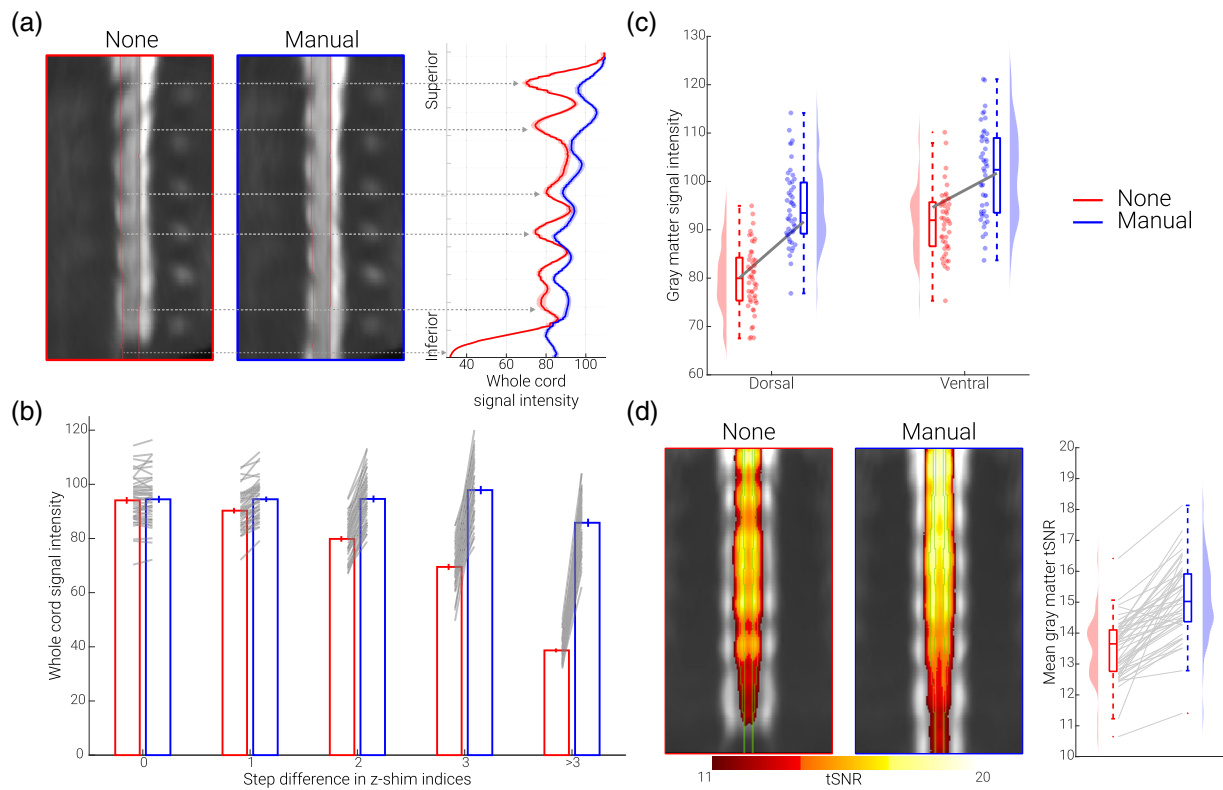 (a)
None
Manual
Superior
Inferior
40
60
80
100
Whole cord
signal intensity
(b)
120
100
80
60
40
20
0
Whole cord signal intensity
0
1
2
3
>3
Step difference in z-shim indices
(c)
130
120
110
100
90
80
70
60
Gray matter signal intensity
Dorsal
Ventral
None
Manual
(d)
None
Manual
11
tSNR
20
20
19
18
17
16
15
14
13
12
11
10
Mean gray matter tSNR